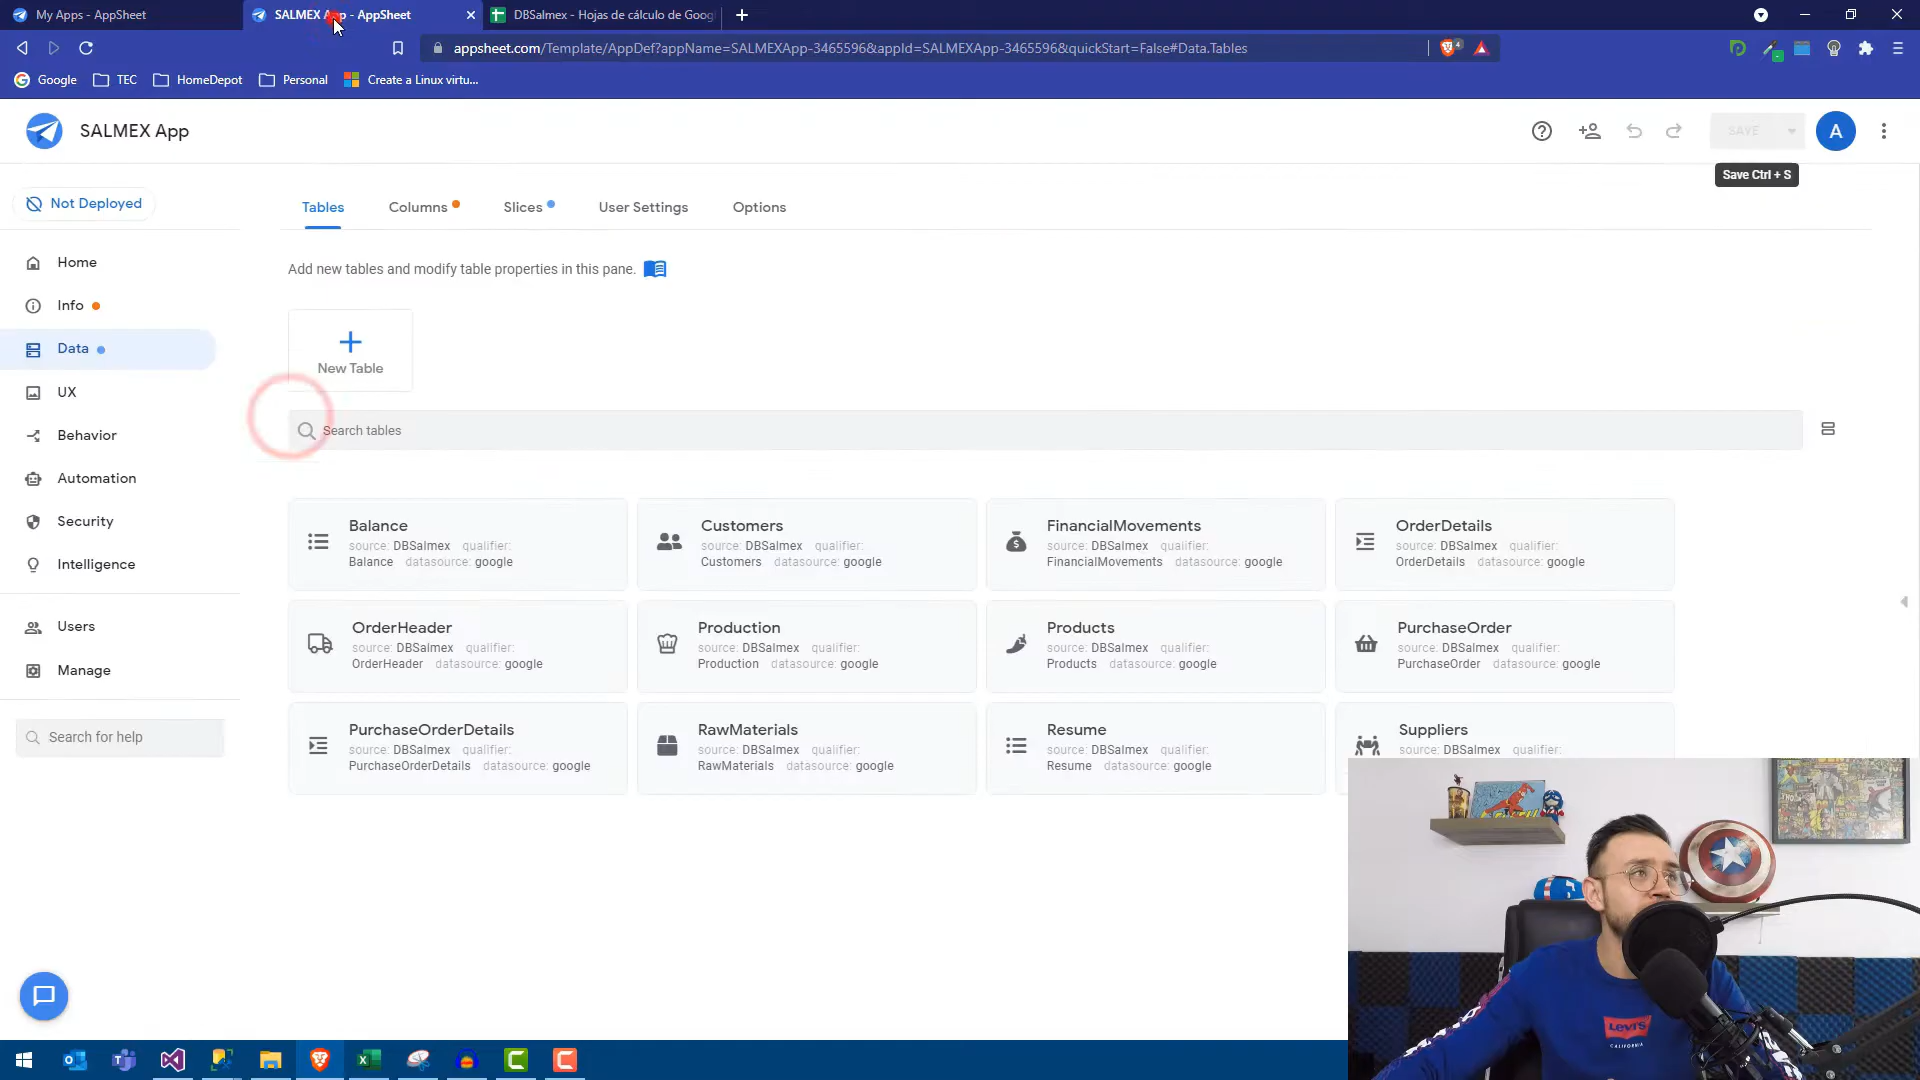 My Apps - AppSheet
SALMEX App - AppSheet
DBSalmex - Hojas de cálculo de Goog
appsheet.com/Template/AppDef?appName=SALMEXApp-3465596&appId=SALMEXApp-3465596&quickStart=False#Data.Tables
4
Google
TEC
HomeDepot
Personal
Create a Linux virtu...
SALMEX App
SAVE
A
Save Ctrl + S
Not Deployed
Tables
Columns
Slices
User Settings
Options
Home
Info
Data
UX
Behavior
Automation
Security
Intelligence
Users
Manage
Search for help
Add new tables and modify table properties in this pane.
New Table
Search tables
Balance
source: DBSalmex qualifier:
Balance datasource: google
Customers
source: DBSalmex qualifier:
Customers datasource: google
FinancialMovements
source: DBSalmex qualifier:
FinancialMovements datasource: google
OrderDetails
source: DBSalmex qualifier:
OrderDetails datasource: google
OrderHeader
source: DBSalmex qualifier:
OrderHeader datasource: google
Production
source: DBSalmex qualifier:
Production datasource: google
Products
source: DBSalmex qualifier:
Products datasource: google
PurchaseOrder
source: DBSalmex qualifier:
PurchaseOrder datasource: google
PurchaseOrderDetails
source: DBSalmex qualifier:
PurchaseOrderDetails datasource: google
RawMaterials
source: DBSalmex qualifier:
RawMaterials datasource: google
Resume
source: DBSalmex qualifier:
Resume datasource: google
Suppliers
source: DBSalmex qualifier:
LEVI'S
CALIFORNIA